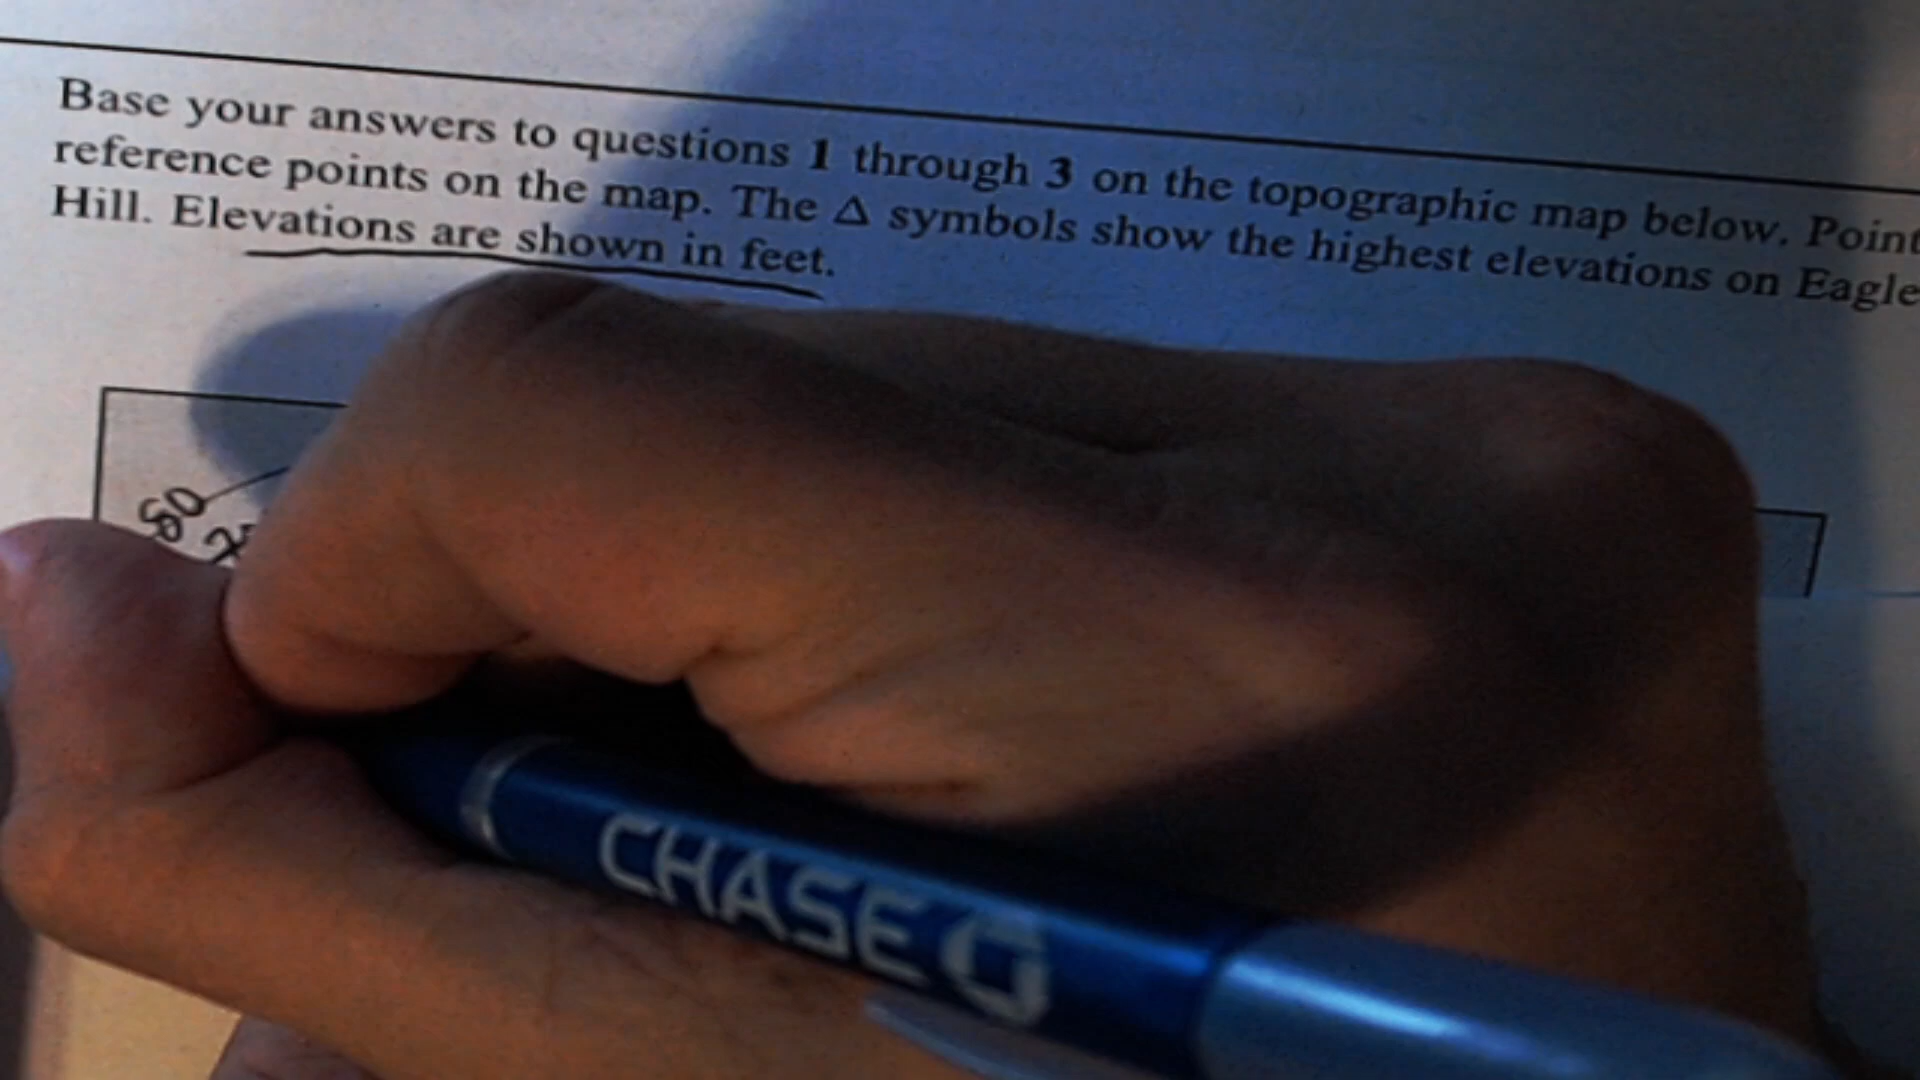 Base your answers to questions 1 through 3 on the topographic map below. Point
reference points on the map. The Δ symbols show the highest elevations on Eagle
Hill. Elevations are shown in feet.
80
CHASE